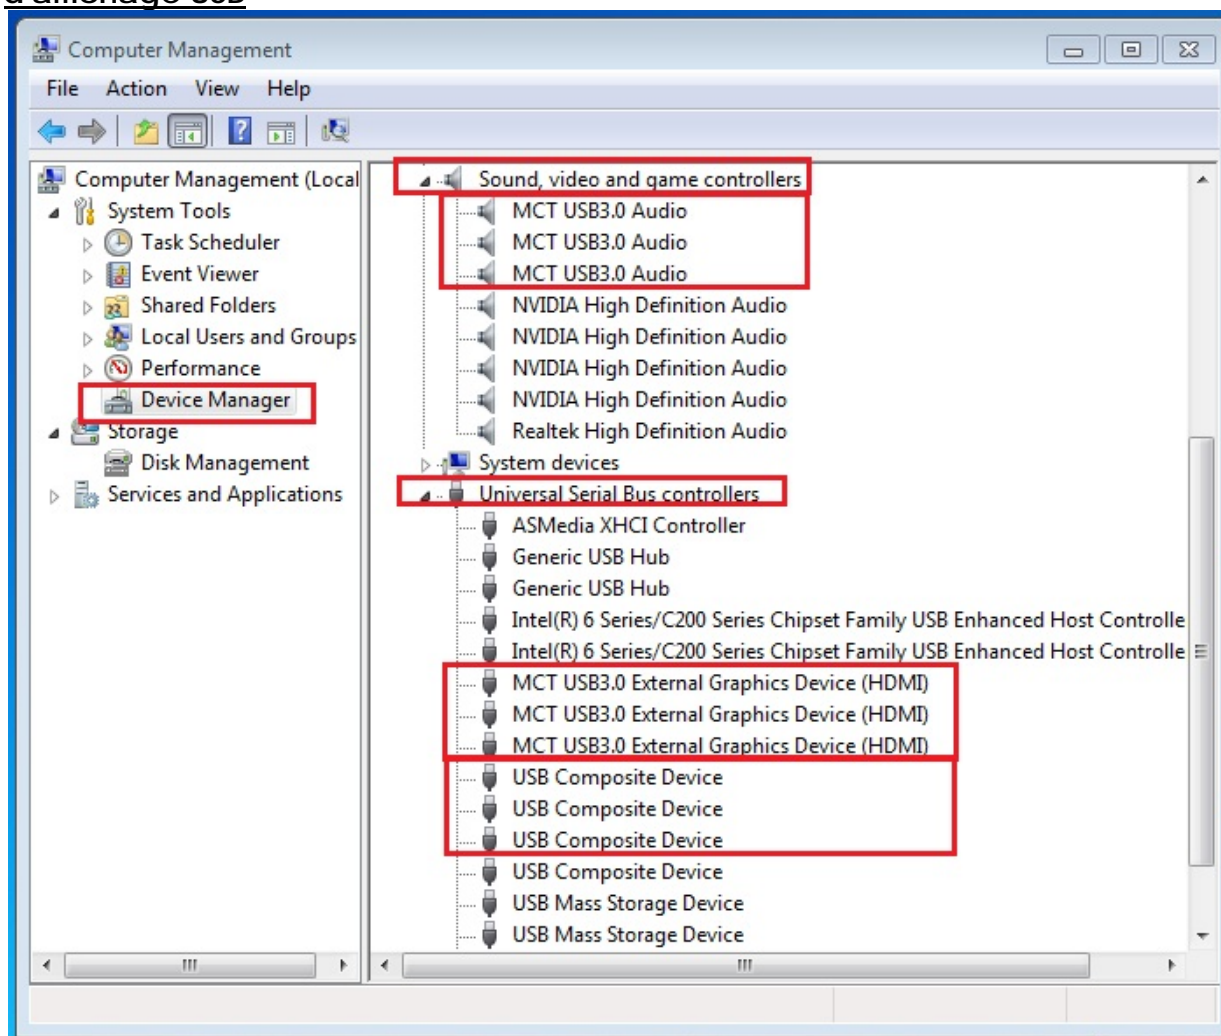 d'affichage USB
Computer Management
File Action View Help
Computer Management (Local
System Tools
Task Scheduler
Event Viewer
Shared Folders
Local Users and Groups
Performance
Device Manager
Storage
Disk Management
Services and Applications
Sound, video and game controllers
MCT USB3.0 Audio
MCT USB3.0 Audio
MCT USB3.0 Audio
NVIDIA High Definition Audio
NVIDIA High Definition Audio
NVIDIA High Definition Audio
NVIDIA High Definition Audio
Realtek High Definition Audio
System devices
Universal Serial Bus controllers
ASMedia XHCI Controller
Generic USB Hub
Generic USB Hub
Intel(R) 6 Series/C200 Series Chipset Family USB Enhanced Host Controlle
Intel(R) 6 Series/C200 Series Chipset Family USB Enhanced Host Controlle
MCT USB3.0 External Graphics Device (HDMI)
MCT USB3.0 External Graphics Device (HDMI)
MCT USB3.0 External Graphics Device (HDMI)
USB Composite Device
USB Composite Device
USB Composite Device
USB Composite Device
USB Mass Storage Device
USB Mass Storage Device